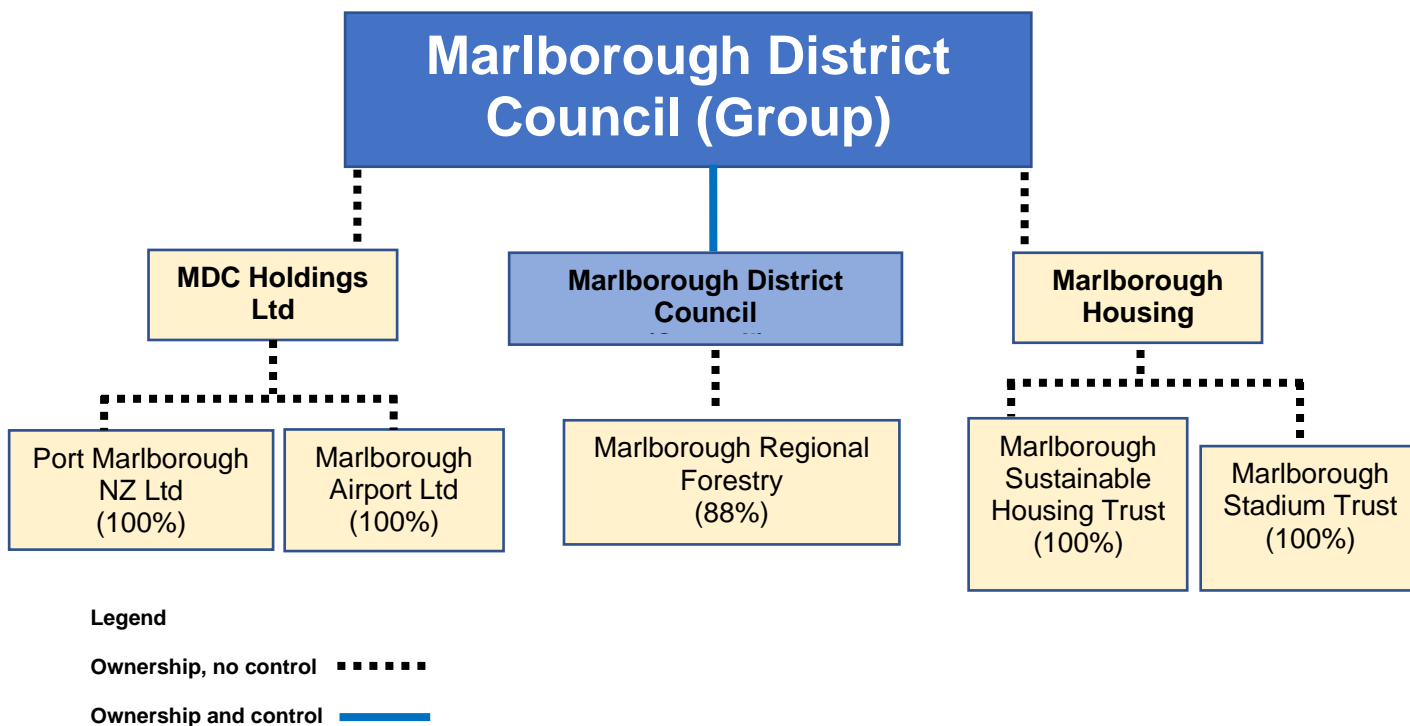 Marlborough District
Council (Group)
MDC Holdings
Ltd
Marlborough District
Council
Marlborough
Housing
Port Marlborough
NZ Ltd
(100%)
Marlborough
Airport Ltd
(100%)
Marlborough Regional
Forestry
(88%)
Marlborough
Sustainable
Housing Trust
(100%)
Marlborough
Stadium Trust
(100%)
Legend
Ownership, no control
Ownership and control